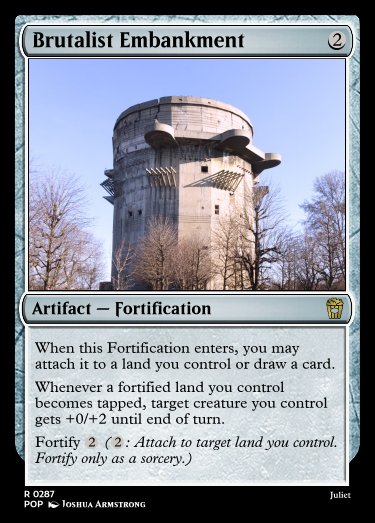 Brutalist Embankment 2
Artifact — Fortification
When this Fortification enters, you may
attach it to a land you control or draw a card.
Whenever a fortified land you control
becomes tapped, target creature you control
gets +0/+2 until end of turn.
Fortify 2 (2: Attach to target land you control.
Fortify only as a sorcery.)
R 0287
POP Joshua Armstrong
Juliet